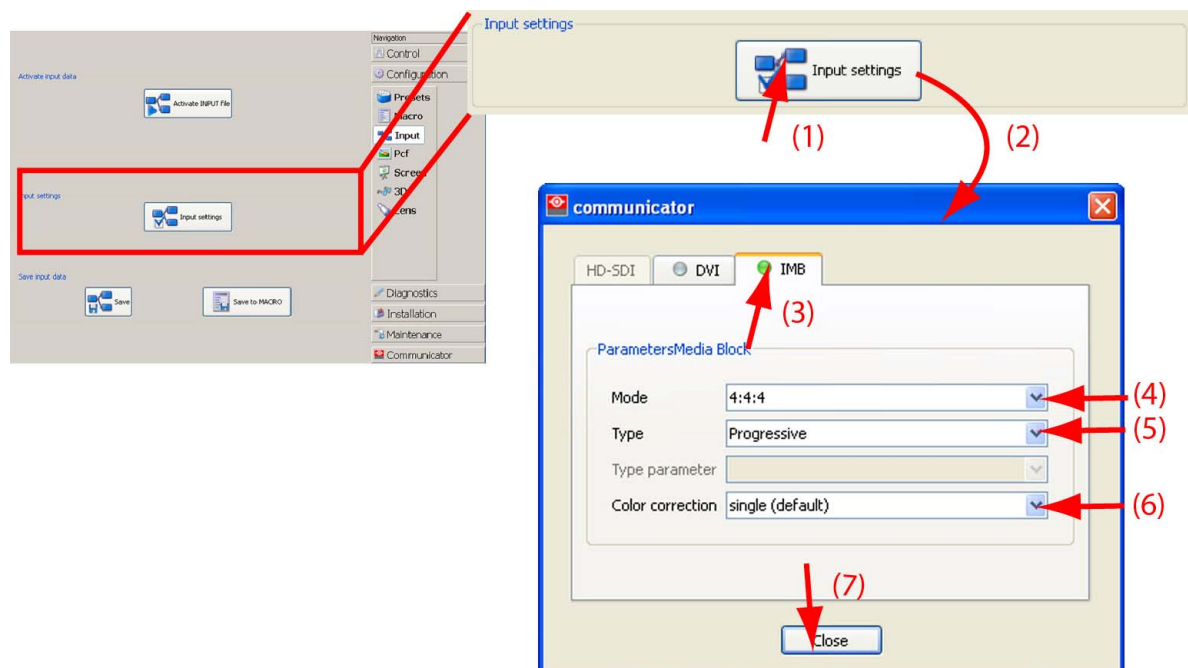 Navigation
Control
Configuration
Activate input data
Activate INPUT file
Presets
Macro
Input
Pcf
Screen
3D
Lens
Input settings
Input settings
Save input data
Save
Save to MACRO
Diagnostics
Installation
Maintenance
Communicator
Input settings
Input settings
(1)
(2)
communicator
HD-SDI
DVI
IMB
(3)
ParametersMedia Block
Mode
4:4:4
(4)
Type
Progressive
(5)
Type parameter
Color correction
single (default)
(6)
(7)
Close